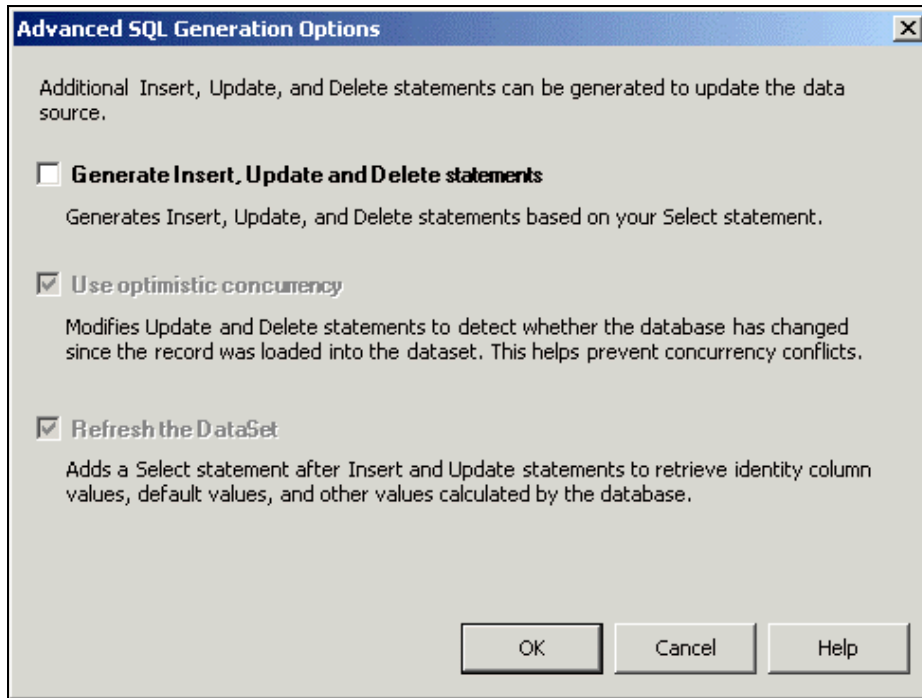 Advanced SQL Generation Options
Additional Insert, Update, and Delete statements can be generated to update the data
source.
Generate Insert, Update and Delete statements
Generates Insert, Update, and Delete statements based on your Select statement.
Use optimistic concurrency
Modifies Update and Delete statements to detect whether the database has changed
since the record was loaded into the dataset. This helps prevent concurrency conflicts.
Refresh the DataSet
Adds a Select statement after Insert and Update statements to retrieve identity column
values, default values, and other values calculated by the database.
OK
Cancel
Help